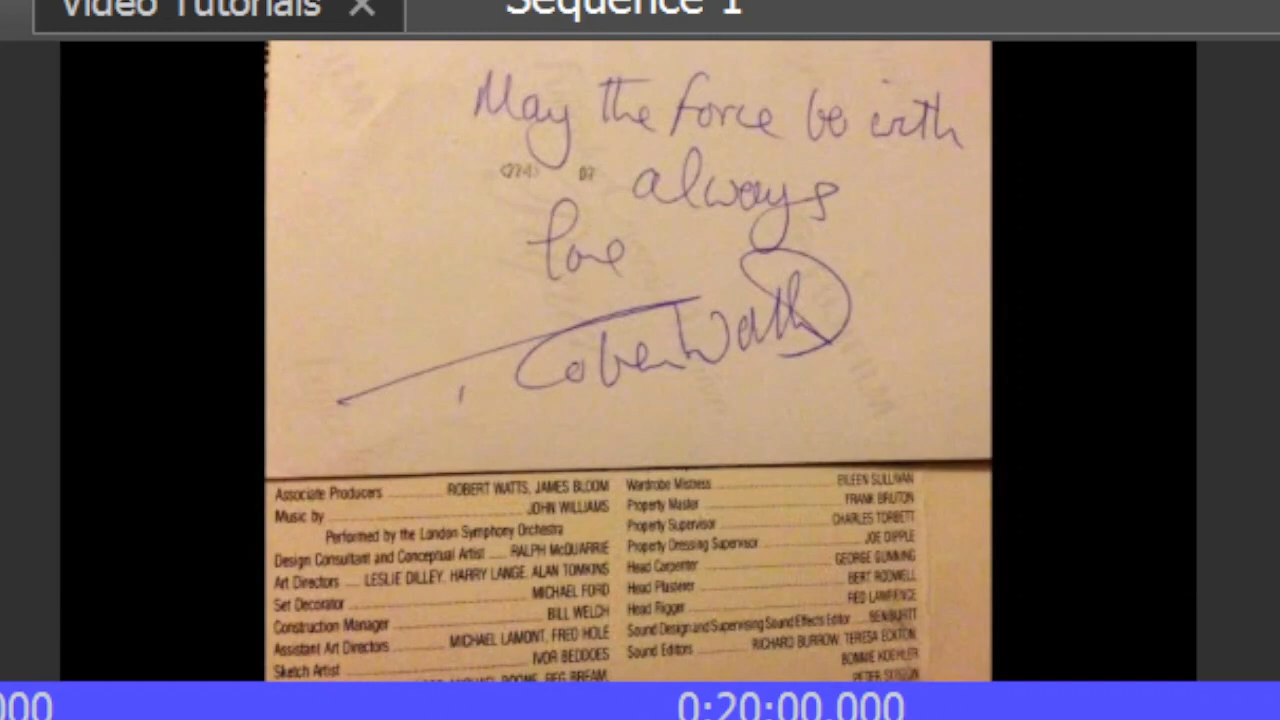 Video Tutorials ×
Sequence 1
May the force be with
always
love
Robert Watts
<774> 07
Associate Producers ROBERT WATTS, JAMES BLOOM
Music by JOHN WILLIAMS
Performed by the London Symphony Orchestra
Design Consultant and Conceptual Artist RALPH McQUARRIE
Art Directors LESLIE DILLEY, HARRY LANGE, ALAN TOMKINS
Set Decorator MICHAEL FORD
Construction Manager BILL WELCH
Assistant Art Directors MICHAEL LAMONT, FRED HOLE
Sketch Artist IVOR BEDDOES
Wardrobe Mistress EILEEN SULLIVAN
Property Master FRANK BRUTON
Property Supervisor CHARLES TORBETT
Property Dressing Supervisor JOE DIPPLE
Head Carpenter GEORGE GUNNING
Head Plasterer BERT RODWELL
Head Rigger RED LAWRENCE
Sound Design and Supervising Sound Effects Editor BEN BURTT
Sound Editors RICHARD BURROW, TERESA ECKTON,
BONNIE KOEHLER
000
0:20:00.000